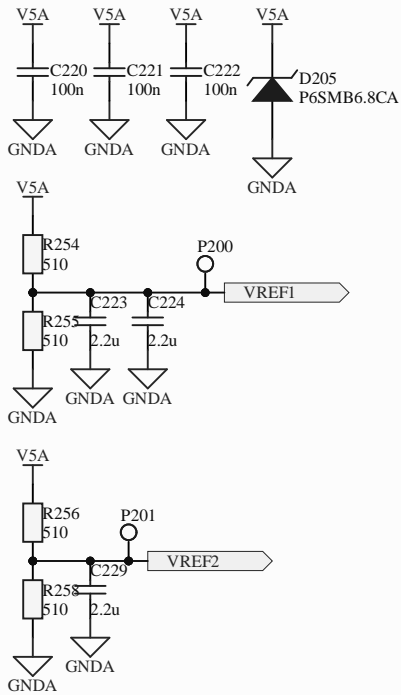 V5A V5A V5A V5A
C220 C221 C222 D205
100n 100n 100n P6SMB6.8CA
GNDA GNDA GNDA GNDA
V5A
R254 P200
510
C223 C224 VREF1
R255
510 2.2u 2.2u
GNDA GNDA GNDA
V5A
R256 P201
510
C229 VREF2
R258
510 2.2u
GNDA GNDA